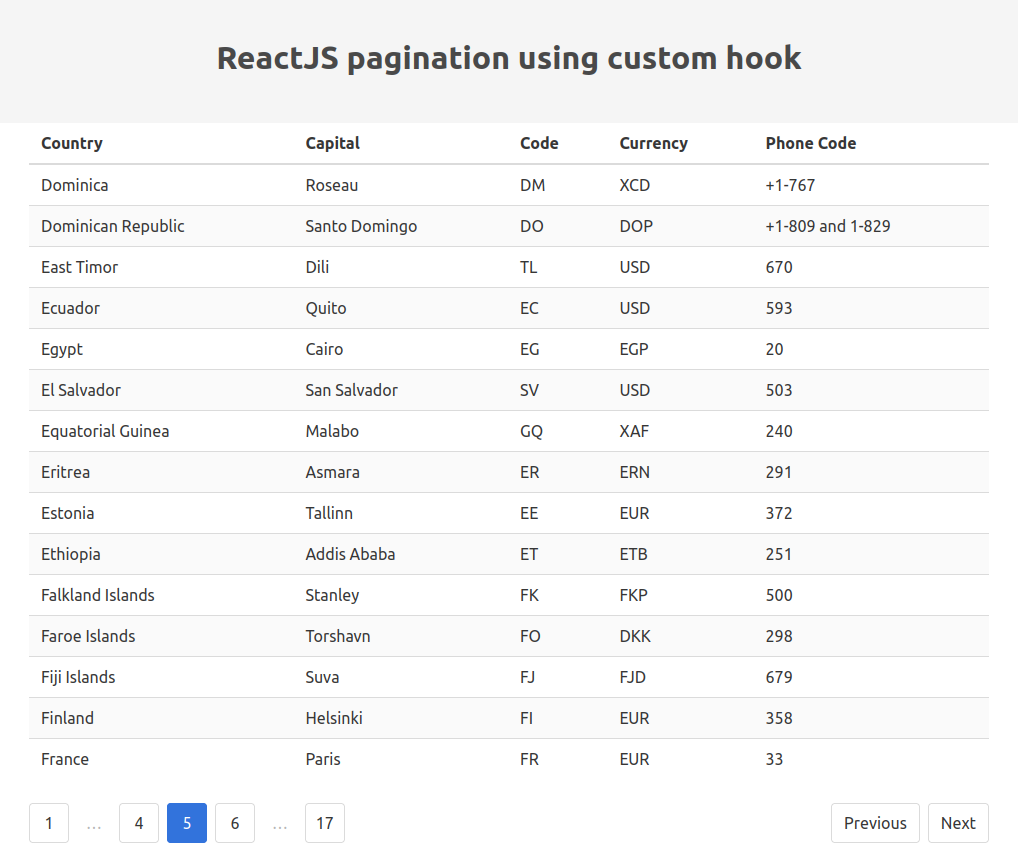 ReactJS pagination using custom hook
Country Capital Code Currency Phone Code
Dominica Roseau DM XCD +1-767
Dominican Republic Santo Domingo DO DOP +1-809 and 1-829
East Timor Dili TL USD 670
Ecuador Quito EC USD 593
Egypt Cairo EG EGP 20
El Salvador San Salvador SV USD 503
Equatorial Guinea Malabo GQ XAF 240
Eritrea Asmara ER ERN 291
Estonia Tallinn EE EUR 372
Ethiopia Addis Ababa ET ETB 251
Falkland Islands Stanley FK FKP 500
Faroe Islands Torshavn FO DKK 298
Fiji Islands Suva FJ FJD 679
Finland Helsinki FI EUR 358
France Paris FR EUR 33
1 … 4 5 6 … 17 Previous Next